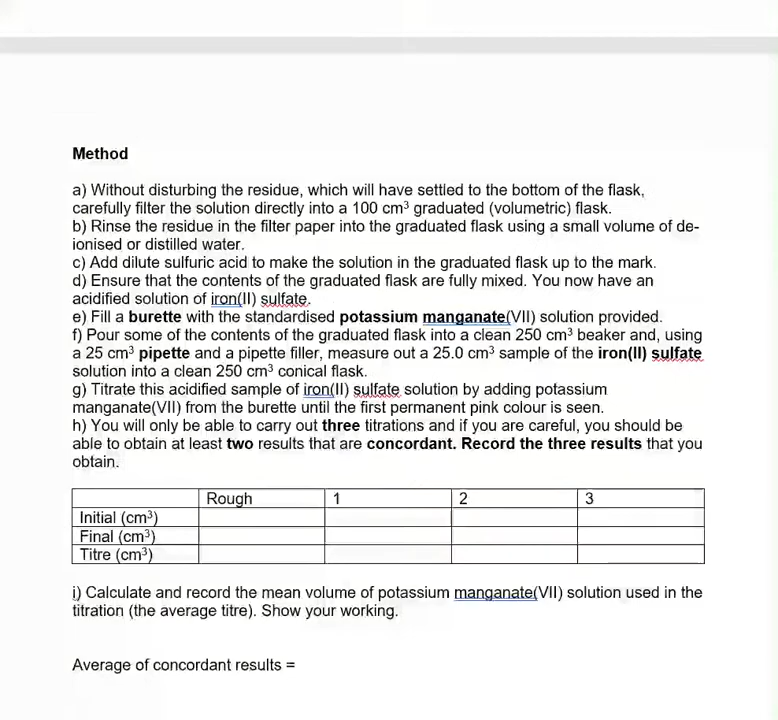 Method
a) Without disturbing the residue, which will have settled to the bottom of the flask,
carefully filter the solution directly into a 100 cm³ graduated (volumetric) flask.
b) Rinse the residue in the filter paper into the graduated flask using a small volume of de-
ionised or distilled water.
c) Add dilute sulfuric acid to make the solution in the graduated flask up to the mark.
d) Ensure that the contents of the graduated flask are fully mixed. You now have an
acidified solution of iron(II) sulfate.
e) Fill a burette with the standardised potassium manganate(VII) solution provided.
f) Pour some of the contents of the graduated flask into a clean 250 cm³ beaker and, using
a 25 cm³ pipette and a pipette filler, measure out a 25.0 cm³ sample of the iron(II) sulfate
solution into a clean 250 cm³ conical flask.
g) Titrate this acidified sample of iron(II) sulfate solution by adding potassium
manganate(VII) from the burette until the first permanent pink colour is seen.
h) You will only be able to carry out three titrations and if you are careful, you should be
able to obtain at least two results that are concordant. Record the three results that you
obtain.
Rough 1 2 3
Initial (cm³)
Final (cm³)
Titre (cm³)
i) Calculate and record the mean volume of potassium manganate(VII) solution used in the
titration (the average titre). Show your working.
Average of concordant results =